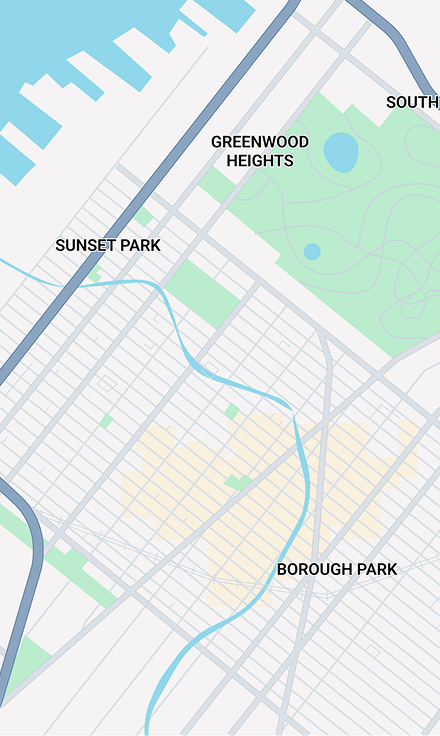 SOUTH
GREENWOOD
HEIGHTS
SUNSET PARK
BOROUGH PARK